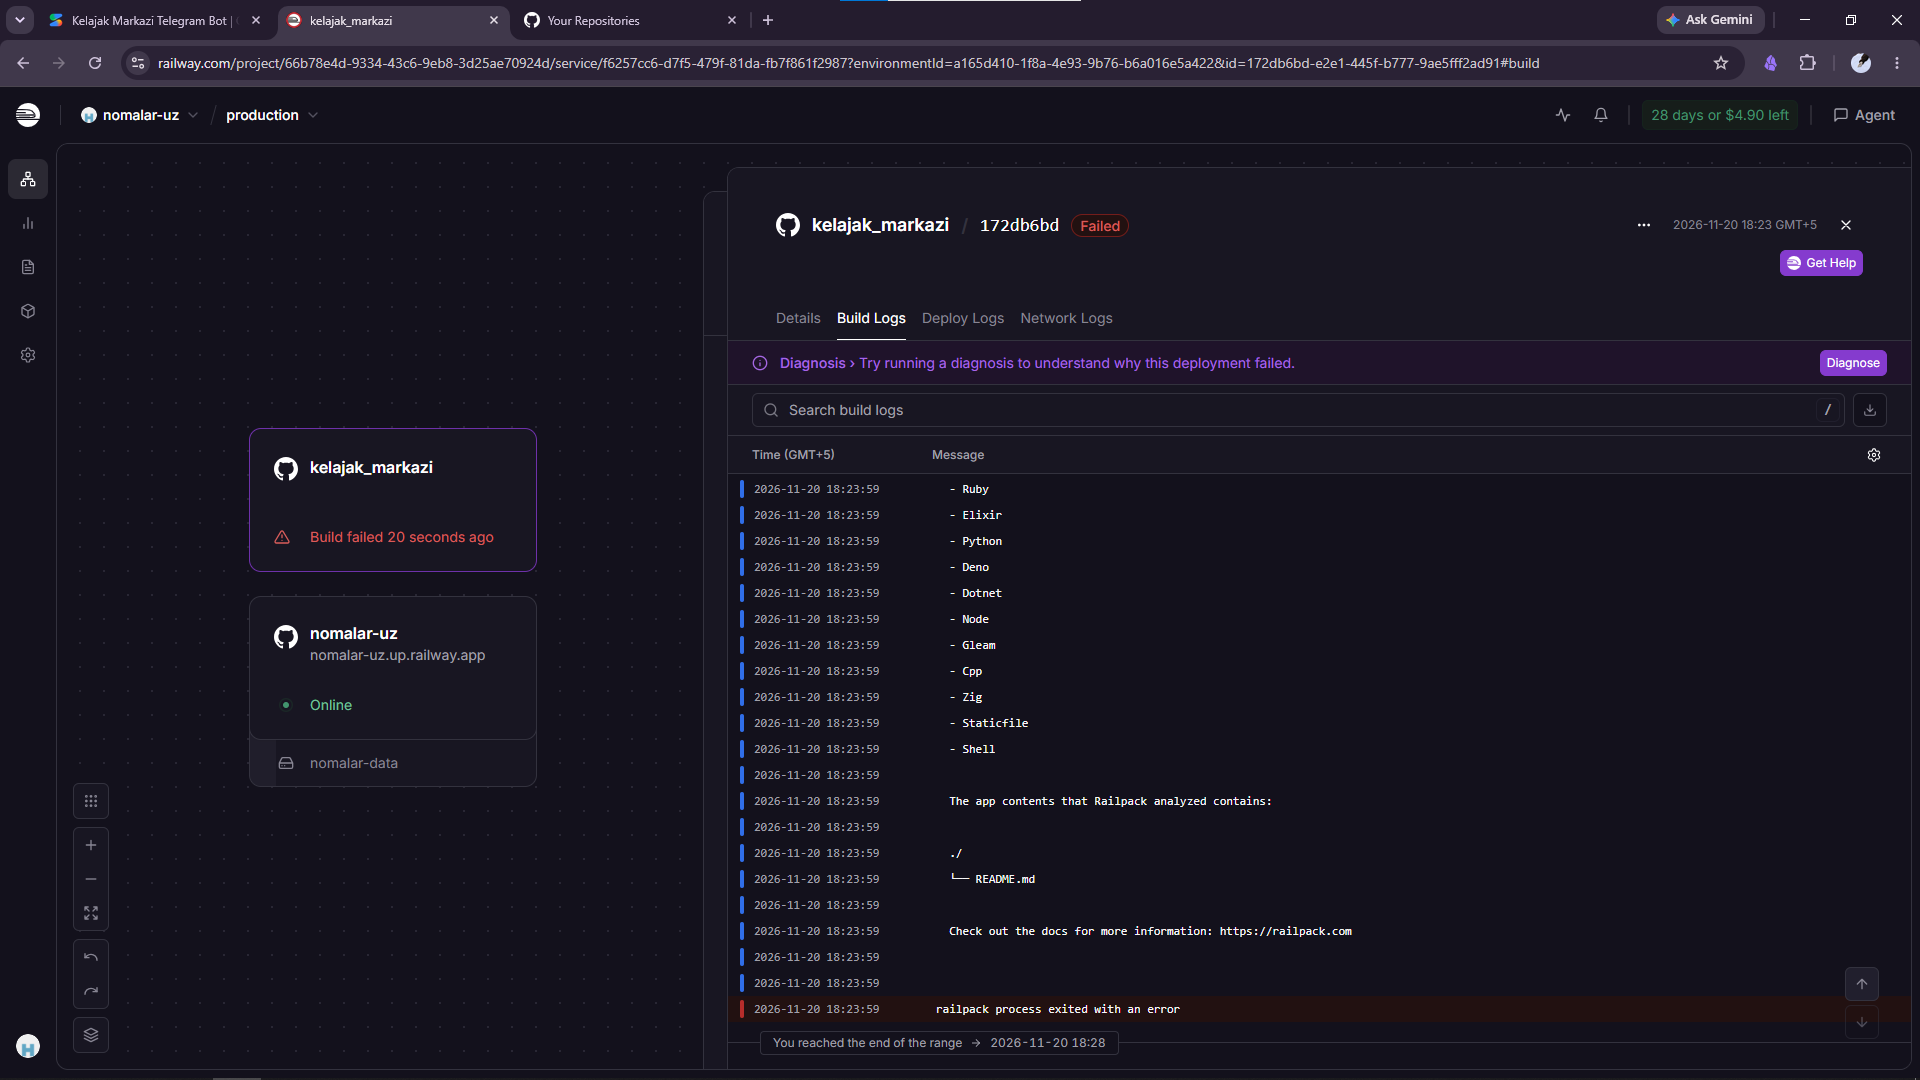 Kelajak Markazi Telegram Bot |
kelajak_markazi
Your Repositories
Ask Gemini
railway.com/project/66b78e4d-9334-43c6-9eb8-3d25ae70924d/service/f6257cc6-d7f5-479f-81da-fb7f861f2987?environmentId=a165d410-1f8a-4e93-9b76-b6a016e5a422&id=172db6bd-e2e1-445f-b777-9ae5fff2ad91#build
nomalar-uz / production
28 days or $4.90 left
Agent
kelajak_markazi / 172db6bd Failed
2026-11-20 18:23 GMT+5
Get Help
Details Build Logs Deploy Logs Network Logs
Diagnosis › Try running a diagnosis to understand why this deployment failed.
Diagnose
Search build logs /
Time (GMT+5) Message
2026-11-20 18:23:59 - Ruby
2026-11-20 18:23:59 - Elixir
2026-11-20 18:23:59 - Python
2026-11-20 18:23:59 - Deno
2026-11-20 18:23:59 - Dotnet
2026-11-20 18:23:59 - Node
2026-11-20 18:23:59 - Gleam
2026-11-20 18:23:59 - Cpp
2026-11-20 18:23:59 - Zig
2026-11-20 18:23:59 - Staticfile
2026-11-20 18:23:59 - Shell
2026-11-20 18:23:59
2026-11-20 18:23:59 The app contents that Railpack analyzed contains:
2026-11-20 18:23:59
2026-11-20 18:23:59 ./
2026-11-20 18:23:59 └── README.md
2026-11-20 18:23:59
2026-11-20 18:23:59 Check out the docs for more information: https://railpack.com
2026-11-20 18:23:59
2026-11-20 18:23:59
2026-11-20 18:23:59 railpack process exited with an error
You reached the end of the range → 2026-11-20 18:28
kelajak_markazi
Build failed 20 seconds ago
nomalar-uz
nomalar-uz.up.railway.app
Online
nomalar-data